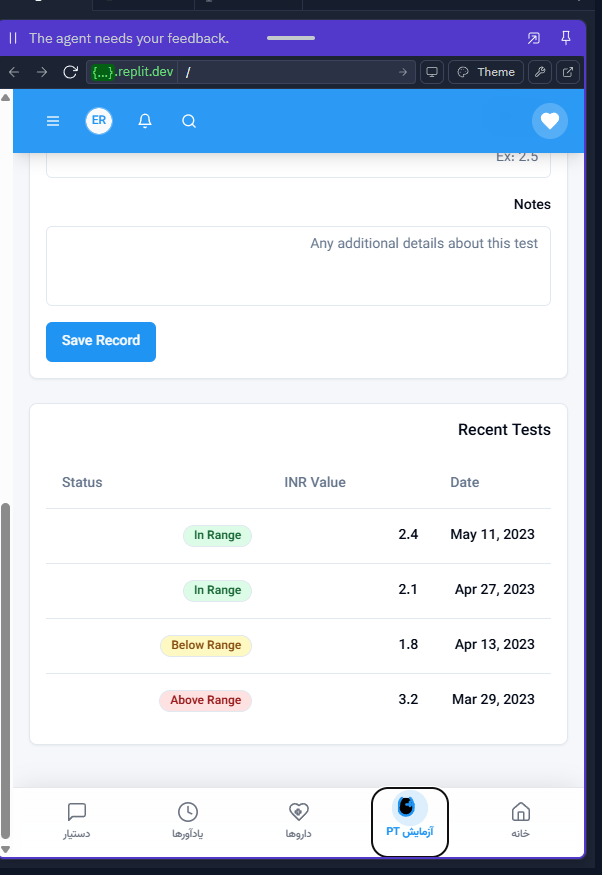 The agent needs your feedback.
{...}.replit.dev /
Theme
ER
Ex: 2.5
Notes
Any additional details about this test
Save Record
Recent Tests
Status INR Value Date
In Range 2.4 May 11, 2023
In Range 2.1 Apr 27, 2023
Below Range 1.8 Apr 13, 2023
Above Range 3.2 Mar 29, 2023
خانه
آزمایش PT
داروها
یادآورها
دستیار